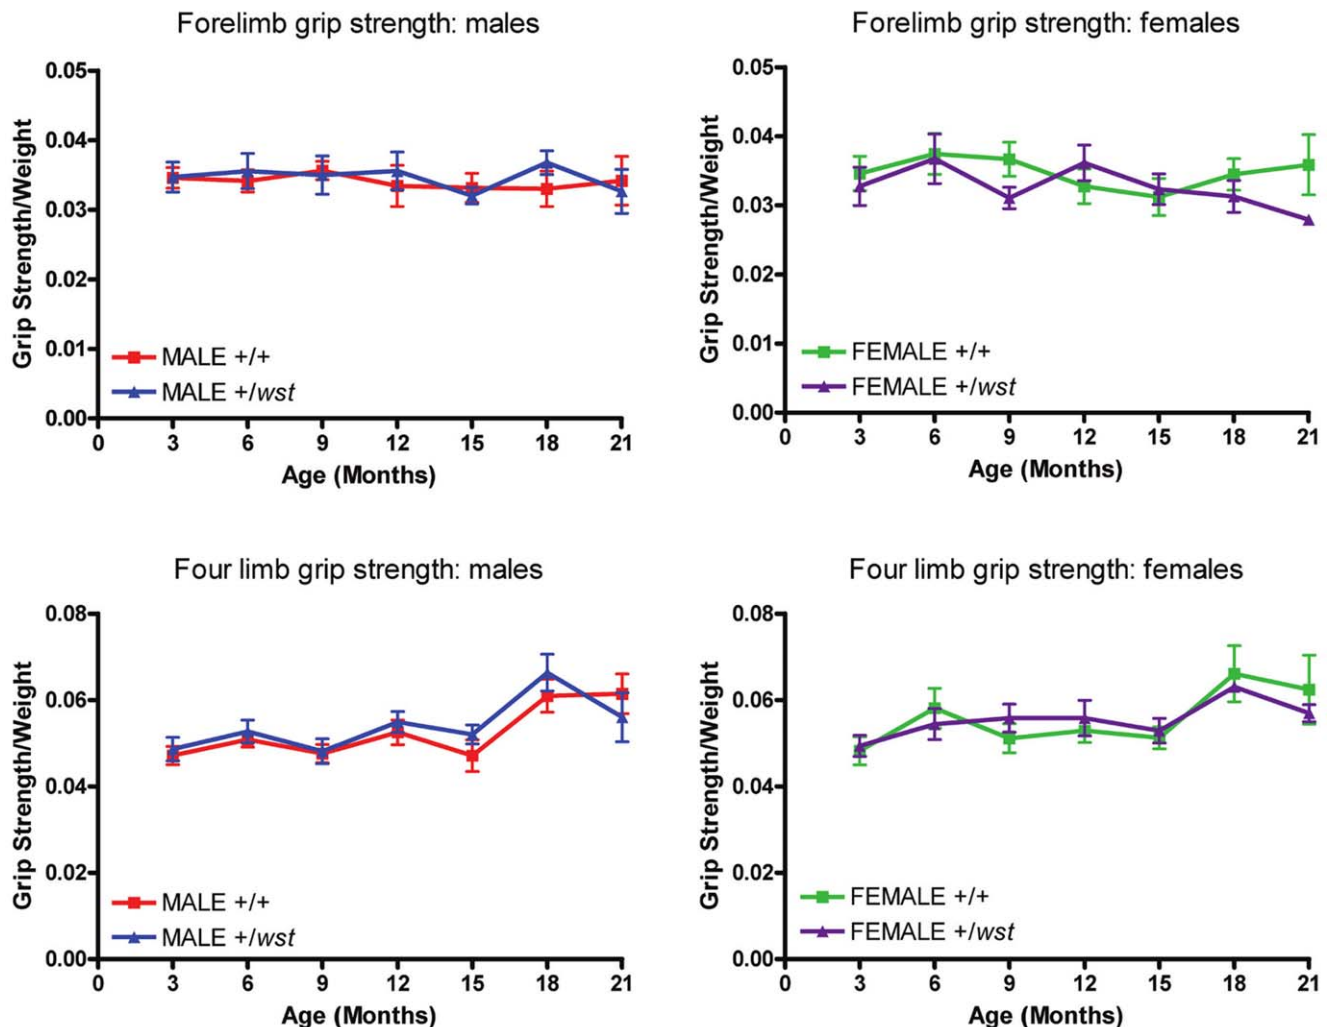 Forelimb grip strength: males
0.05
0.04
0.03
0.02
0.01
0.00
Grip Strength/Weight
MALE +/+
MALE +/wst
0 3 6 9 12 15 18 21
Age (Months)
Forelimb grip strength: females
0.05
0.04
0.03
0.02
0.01
0.00
Grip Strength/Weight
FEMALE +/+
FEMALE +/wst
0 3 6 9 12 15 18 21
Age (Months)
Four limb grip strength: males
0.08
0.06
0.04
0.02
0.00
Grip Strength/Weight
MALE +/+
MALE +/wst
0 3 6 9 12 15 18 21
Age (Months)
Four limb grip strength: females
0.08
0.06
0.04
0.02
0.00
Grip Strength/Weight
FEMALE +/+
FEMALE +/wst
0 3 6 9 12 15 18 21
Age (Months)